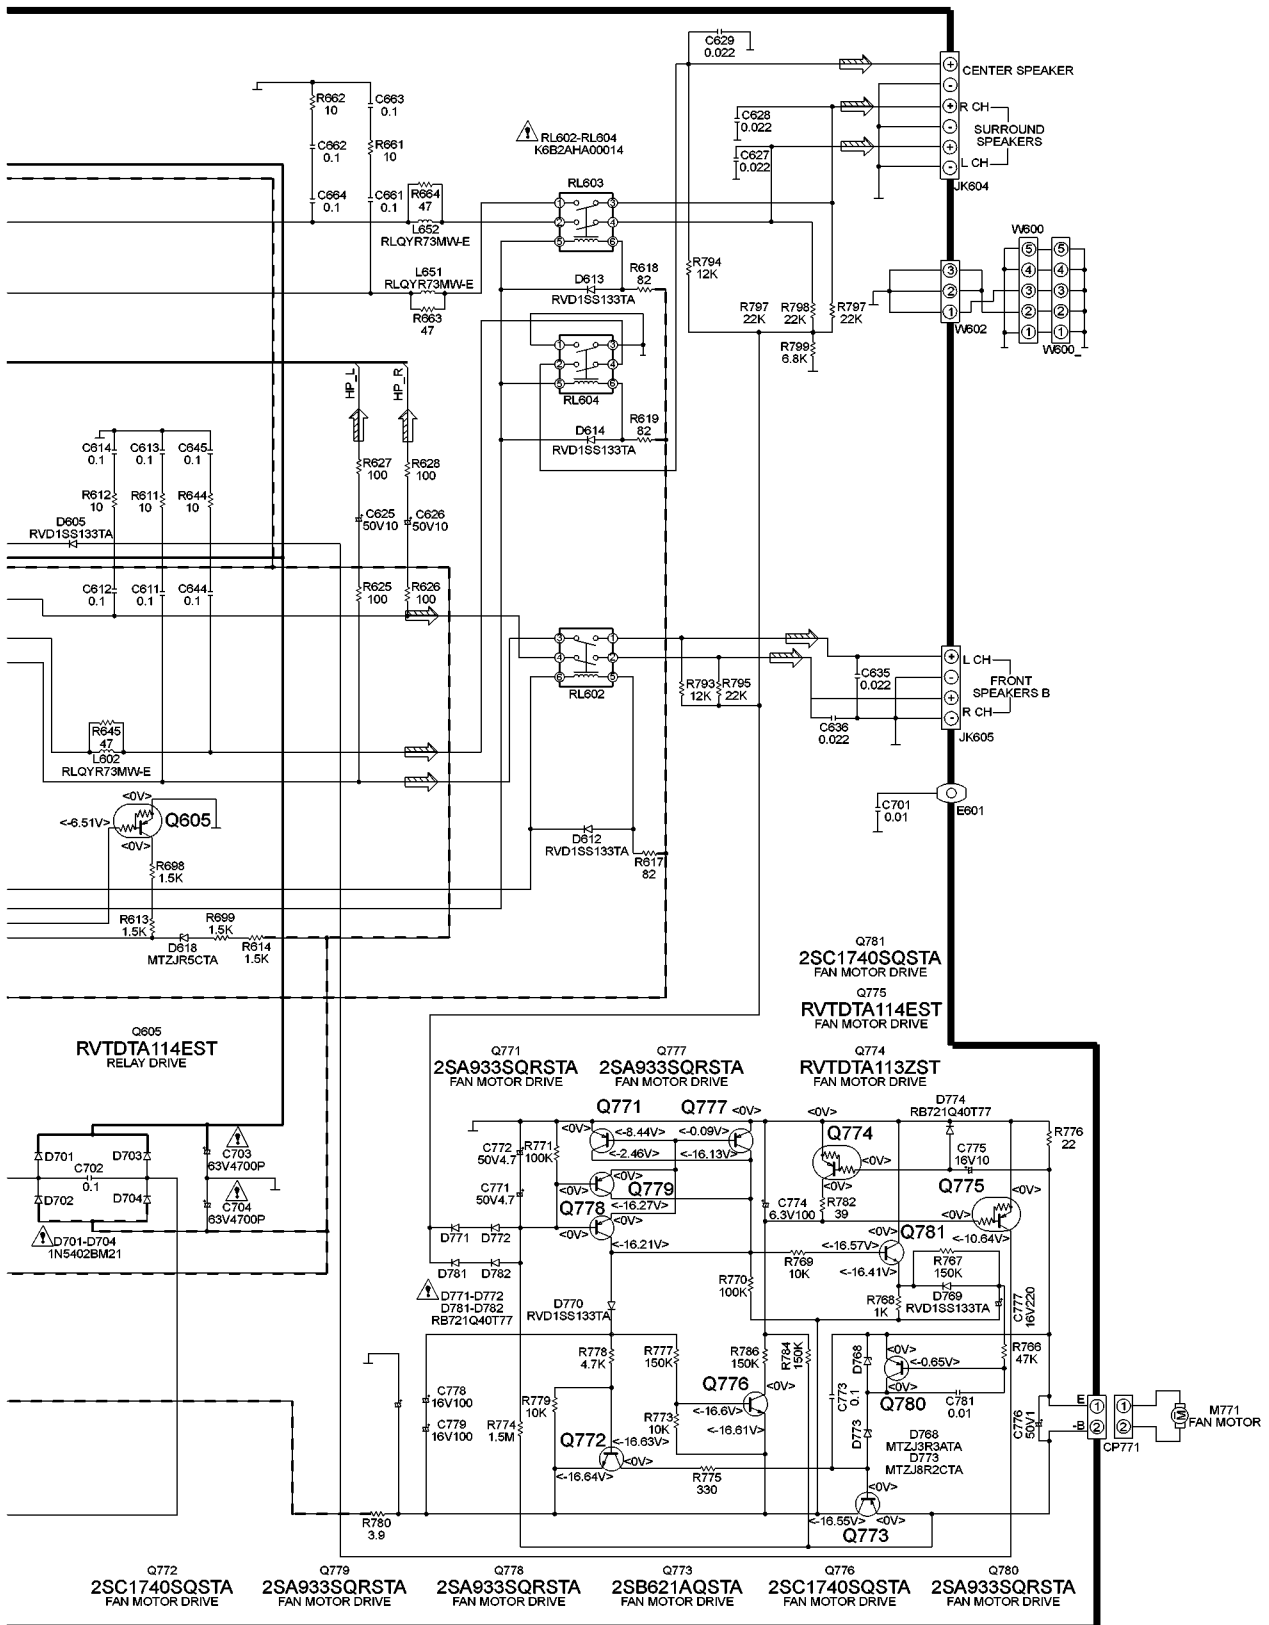 C629
0.022
CENTER SPEAKER
R662
10
C663
0.1
C628
0.022
R CH
SURROUND
SPEAKERS
L CH
JK604
RL602-RL604
K6B2AHA00014
C662
0.1
R661
10
C627
0.022
RL603
C664
0.1
R664
47
C661
0.1
L652
RLQYR73MW-E
W600
L651
RLQYR73MW-E
R663
47
D613
RVD1SS133TA
R618
82
R794
12K
R797
22K
R798
22K
R797
22K
R799
6.8K
W602
W600_
HP_L
HP_R
RL604
D614
RVD1SS133TA
R619
82
C614
0.1
C613
0.1
C645
0.1
R627
100
R628
100
R612
10
R611
10
R644
10
D605
RVD1SS133TA
C625
50V10
C626
50V10
C612
0.1
C611
0.1
C644
0.1
R625
100
R626
100
RL602
R793
12K
R795
22K
C635
0.022
L CH
FRONT
SPEAKERS B
R CH
JK605
C636
0.022
R645
47
L602
RLQYR73MW-E
<0V>
<-6.51V>
Q605
<0V>
C701
0.01
E601
D612
RVD1SS133TA
R617
82
R698
1.5K
R613
1.5K
R699
1.5K
D618
MTZJR5CTA
R614
1.5K
Q781
2SC1740SQSTA
FAN MOTOR DRIVE
Q775
RVTDTA114EST
FAN MOTOR DRIVE
Q605
RVTDTA114EST
RELAY DRIVE
Q771
2SA933SQRSTA
FAN MOTOR DRIVE
Q777
2SA933SQRSTA
FAN MOTOR DRIVE
Q774
RVTDTA113ZST
FAN MOTOR DRIVE
D774
RB721Q40T77
Q771
Q777
<0V>
<0V>
<0V>
<-8.44V>
<-0.09V>
<-2.46V>
<-16.13V>
Q774
<0V>
C775
16V10
R776
22
D701
D703
C702
0.1
D702
D704
C703
63V4700P
C704
63V4700P
D701-D704
1N5402BM21
C772
50V4.7
R771
100K
C771
50V4.7
<0V>
Q779
<-16.27V>
Q778
<0V>
<0V>
<-16.21V>
C774
6.3V100
R782
39
Q775
<0V>
<-10.64V>
Q781
<-16.57V>
<-16.41V>
D771
D772
D781
D782
D771-D772
D781-D782
RB721Q40T77
D770
RVD1SS133TA
R770
100K
R769
10K
R767
150K
D769
RVD1SS133TA
R768
1K
C777
16V220
R778
4.7K
R777
150K
R786
150K
R784
150K
D768
<0V>
<-0.65V>
<0V>
Q780
R766
47K
C778
16V100
C779
16V100
R779
10K
R774
1.5M
Q776
<0V>
<-16.6V>
<-16.61V>
R773
10K
C773
0.1
C781
0.01
D773
D768
MTZJ3R3ATA
D773
MTZJ8R2CTA
C776
50V1
E
-B
CP771
M771
FAN MOTOR
Q772
<-16.63V>
<0V>
<-16.64V>
R775
330
<0V>
<-16.55V>
<0V>
Q773
R780
3.9
Q772
2SC1740SQSTA
FAN MOTOR DRIVE
Q779
2SA933SQRSTA
FAN MOTOR DRIVE
Q778
2SA933SQRSTA
FAN MOTOR DRIVE
Q773
2SB621AQSTA
FAN MOTOR DRIVE
Q776
2SC1740SQSTA
FAN MOTOR DRIVE
Q780
2SA933SQRSTA
FAN MOTOR DRIVE